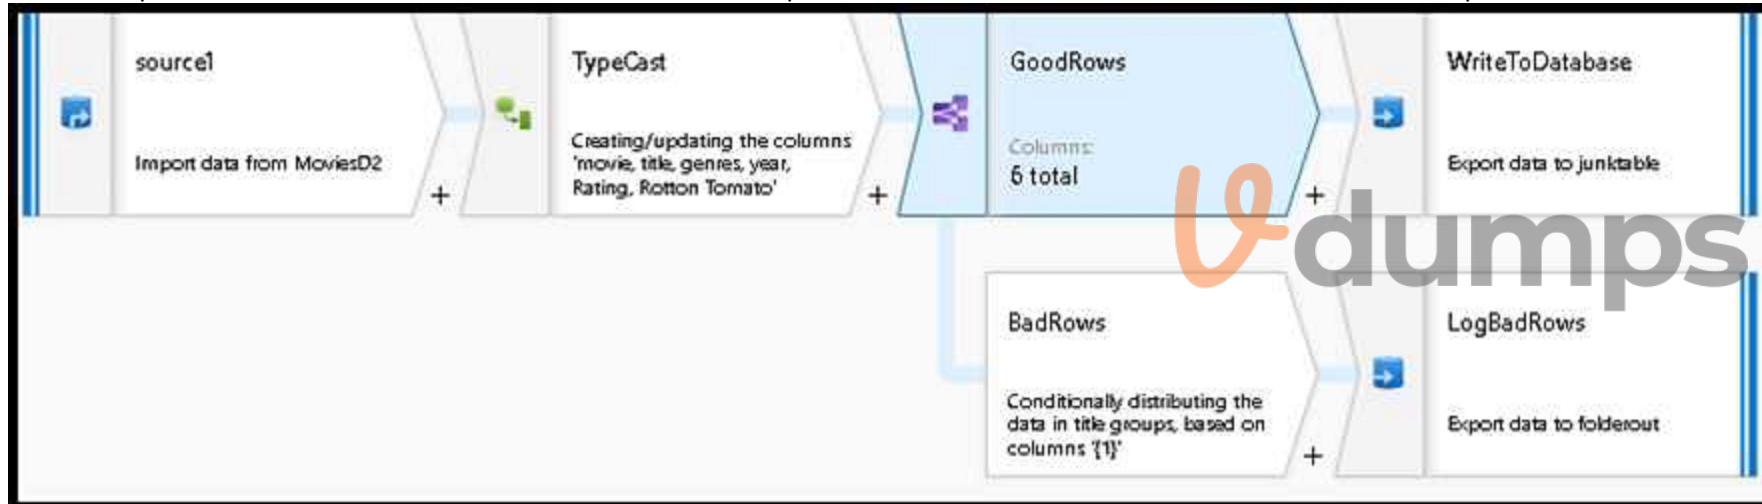 source1
Import data from MoviesD2
+
TypeCast
Creating/updating the columns
'movie, title, genres, year,
Rating, Rotton Tomato'
+
GoodRows
Columns:
6 total
+
WriteToDatabase
Export data to junktable
Vdumps
BadRows
Conditionally distributing the
data in title groups, based on
columns '{1}'
+
LogBadRows
Export data to folderout